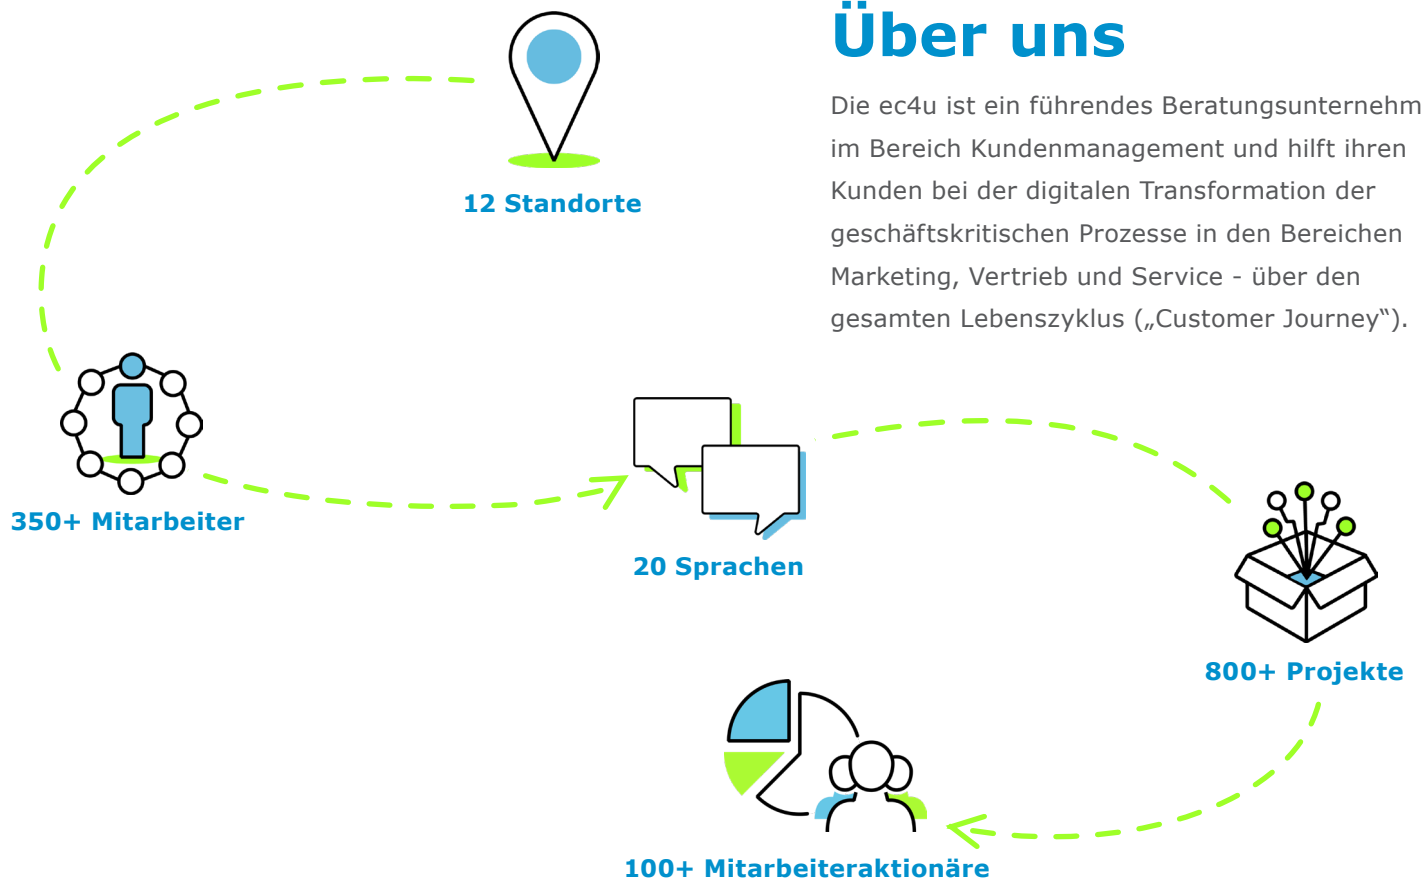 Über uns
Die ec4u ist ein führendes Beratungsunternehm
im Bereich Kundenmanagement und hilft ihren
Kunden bei der digitalen Transformation der
geschäftskritischen Prozesse in den Bereichen
Marketing, Vertrieb und Service - über den
gesamten Lebenszyklus („Customer Journey“).
12 Standorte
350+ Mitarbeiter
20 Sprachen
800+ Projekte
100+ Mitarbeiteraktionäre